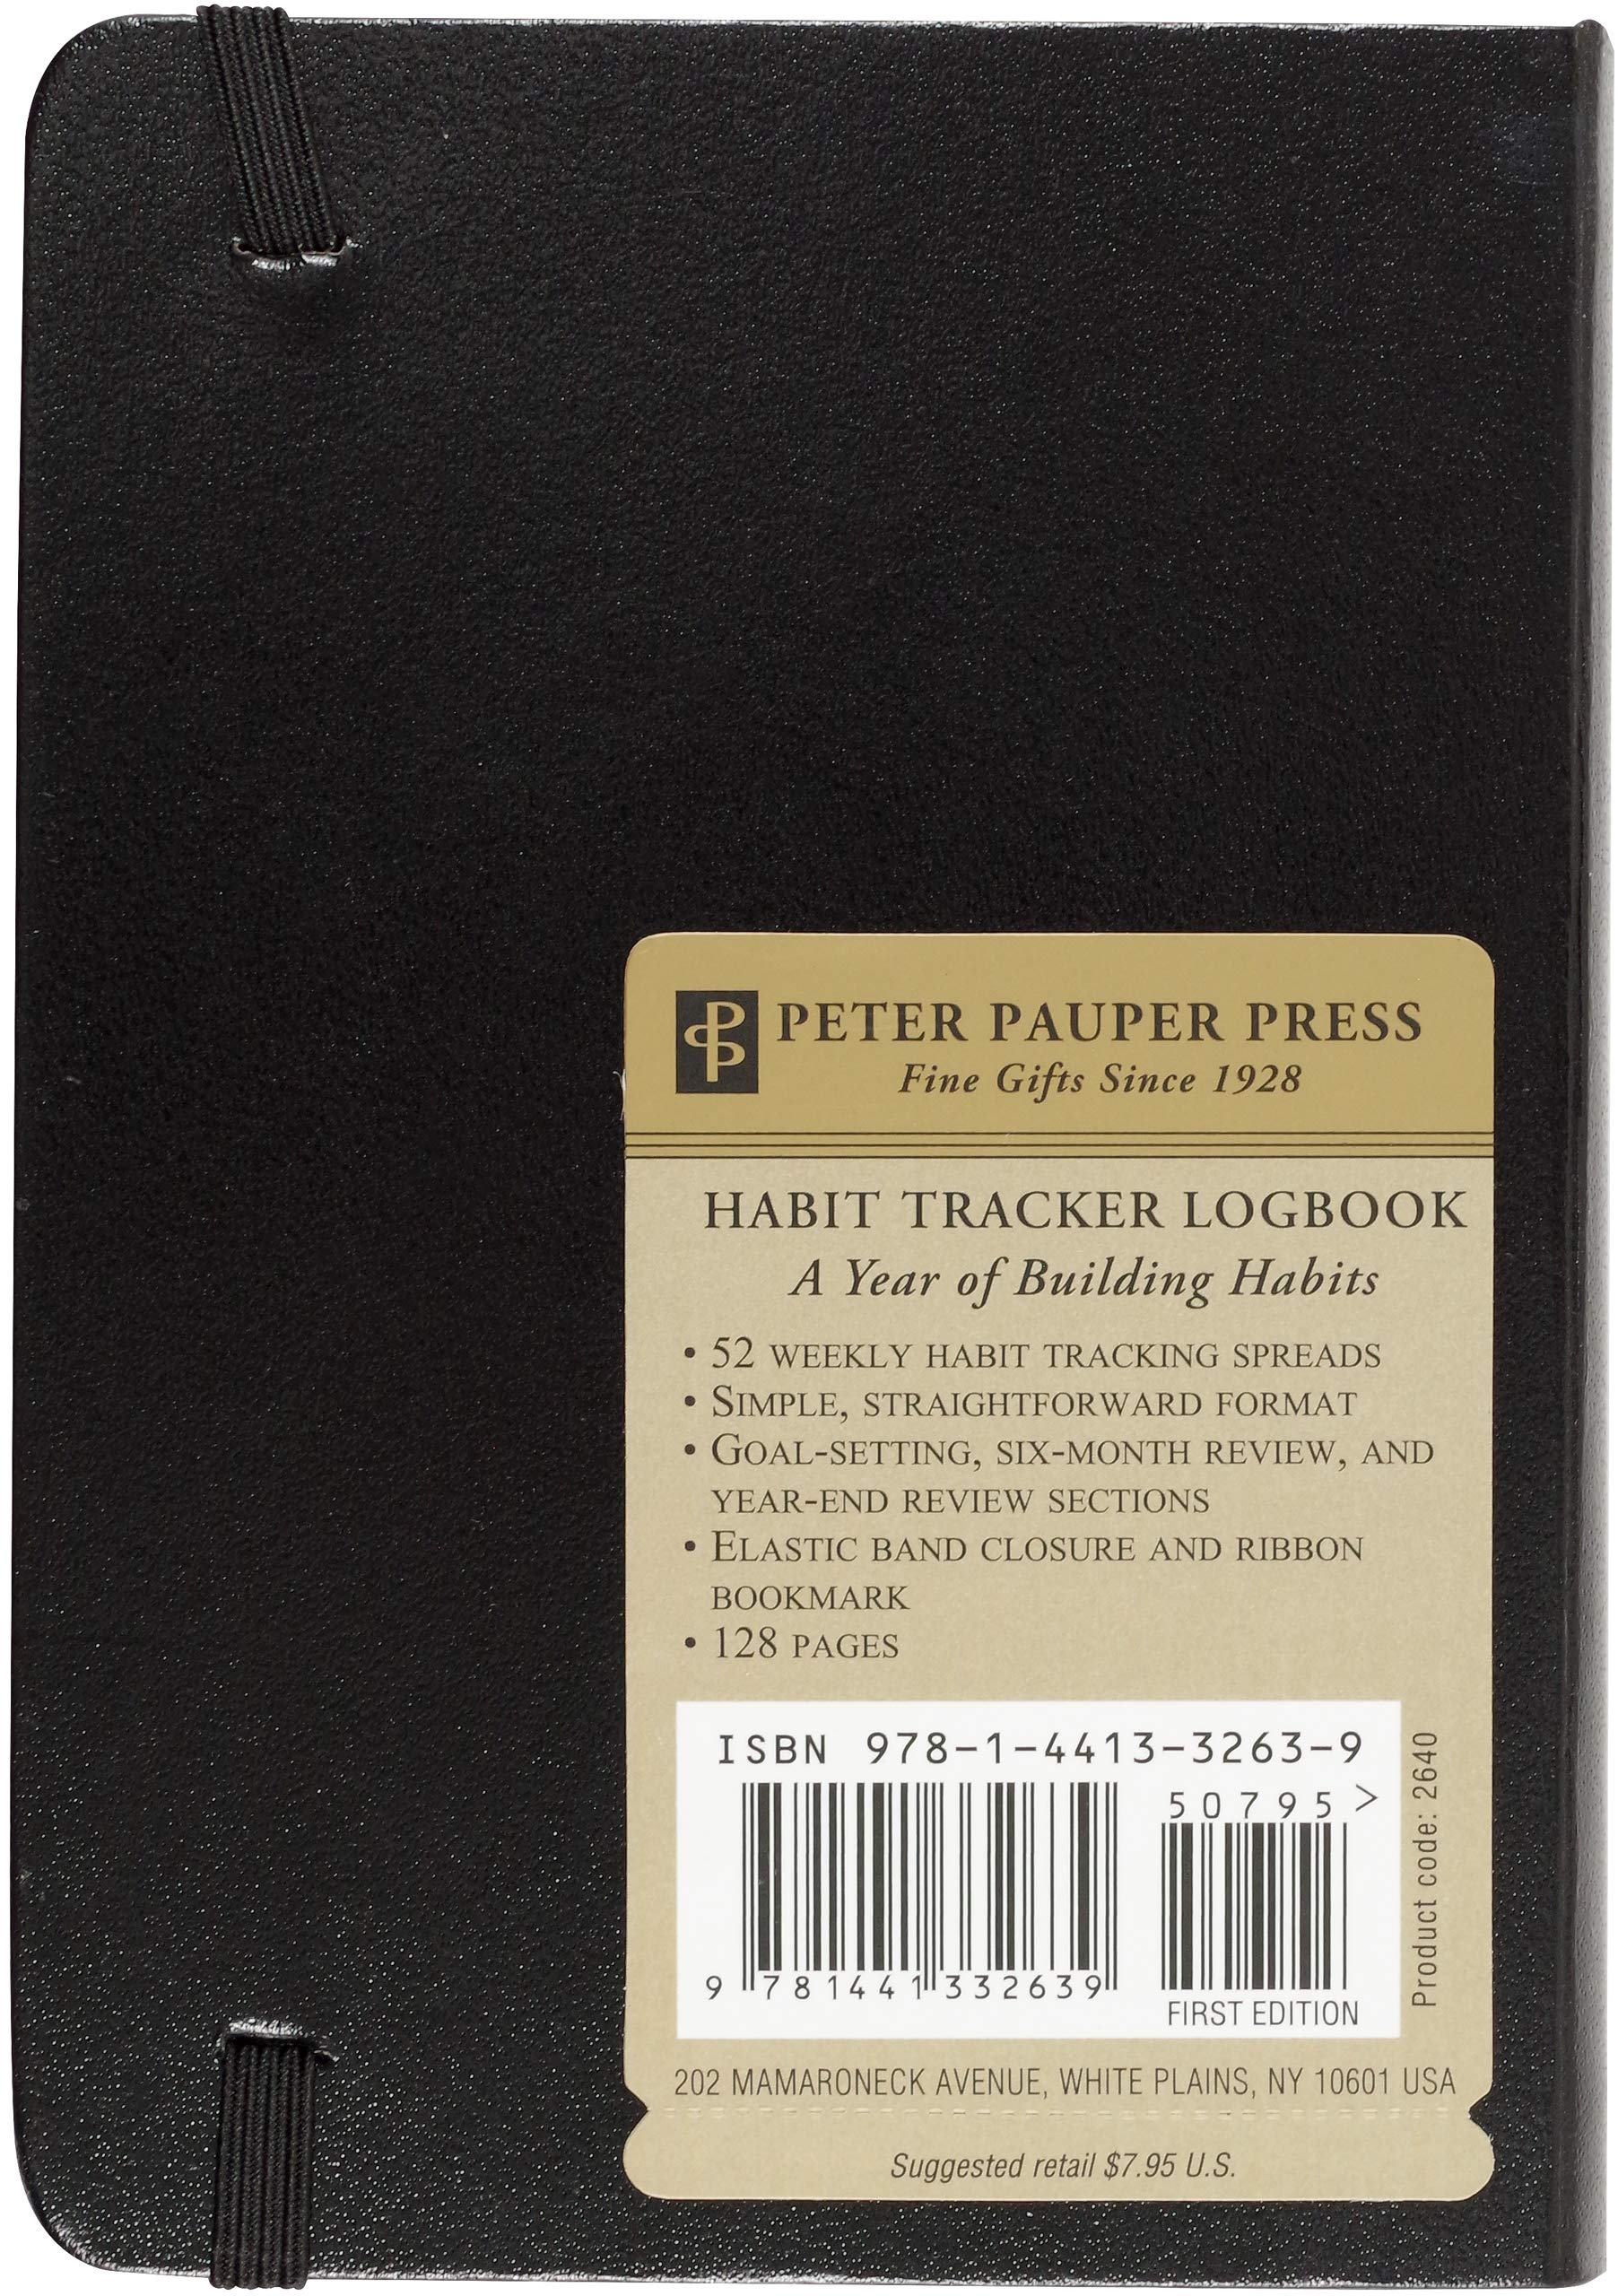 PETER PAUPER PRESS
Fine Gifts Since 1928
HABIT TRACKER LOGBOOK
A Year of Building Habits
• 52 WEEKLY HABIT TRACKING SPREADS
• SIMPLE, STRAIGHTFORWARD FORMAT
• GOAL-SETTING, SIX-MONTH REVIEW, AND
YEAR-END REVIEW SECTIONS
• ELASTIC BAND CLOSURE AND RIBBON
BOOKMARK
• 128 PAGES
ISBN 978-1-4413-3263-9
50795>
9 781441 332639
FIRST EDITION
Product code: 2640
202 MAMARONECK AVENUE, WHITE PLAINS, NY 10601 USA
Suggested retail $7.95 U.S.